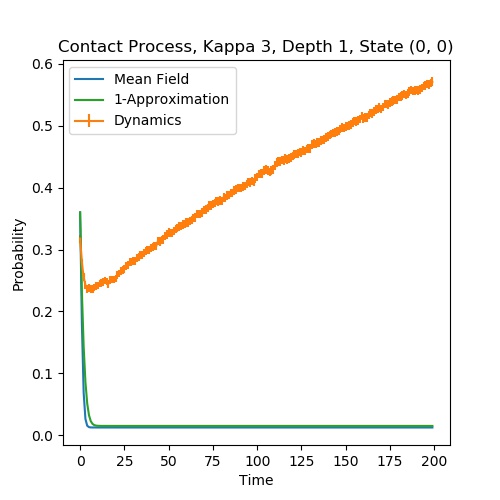 Contact Process, Kappa 3, Depth 1, State (0, 0)
Mean Field
1-Approximation
Dynamics
Probability
0.6
0.5
0.4
0.3
0.2
0.1
0.0
0 25 50 75 100 125 150 175 200
Time